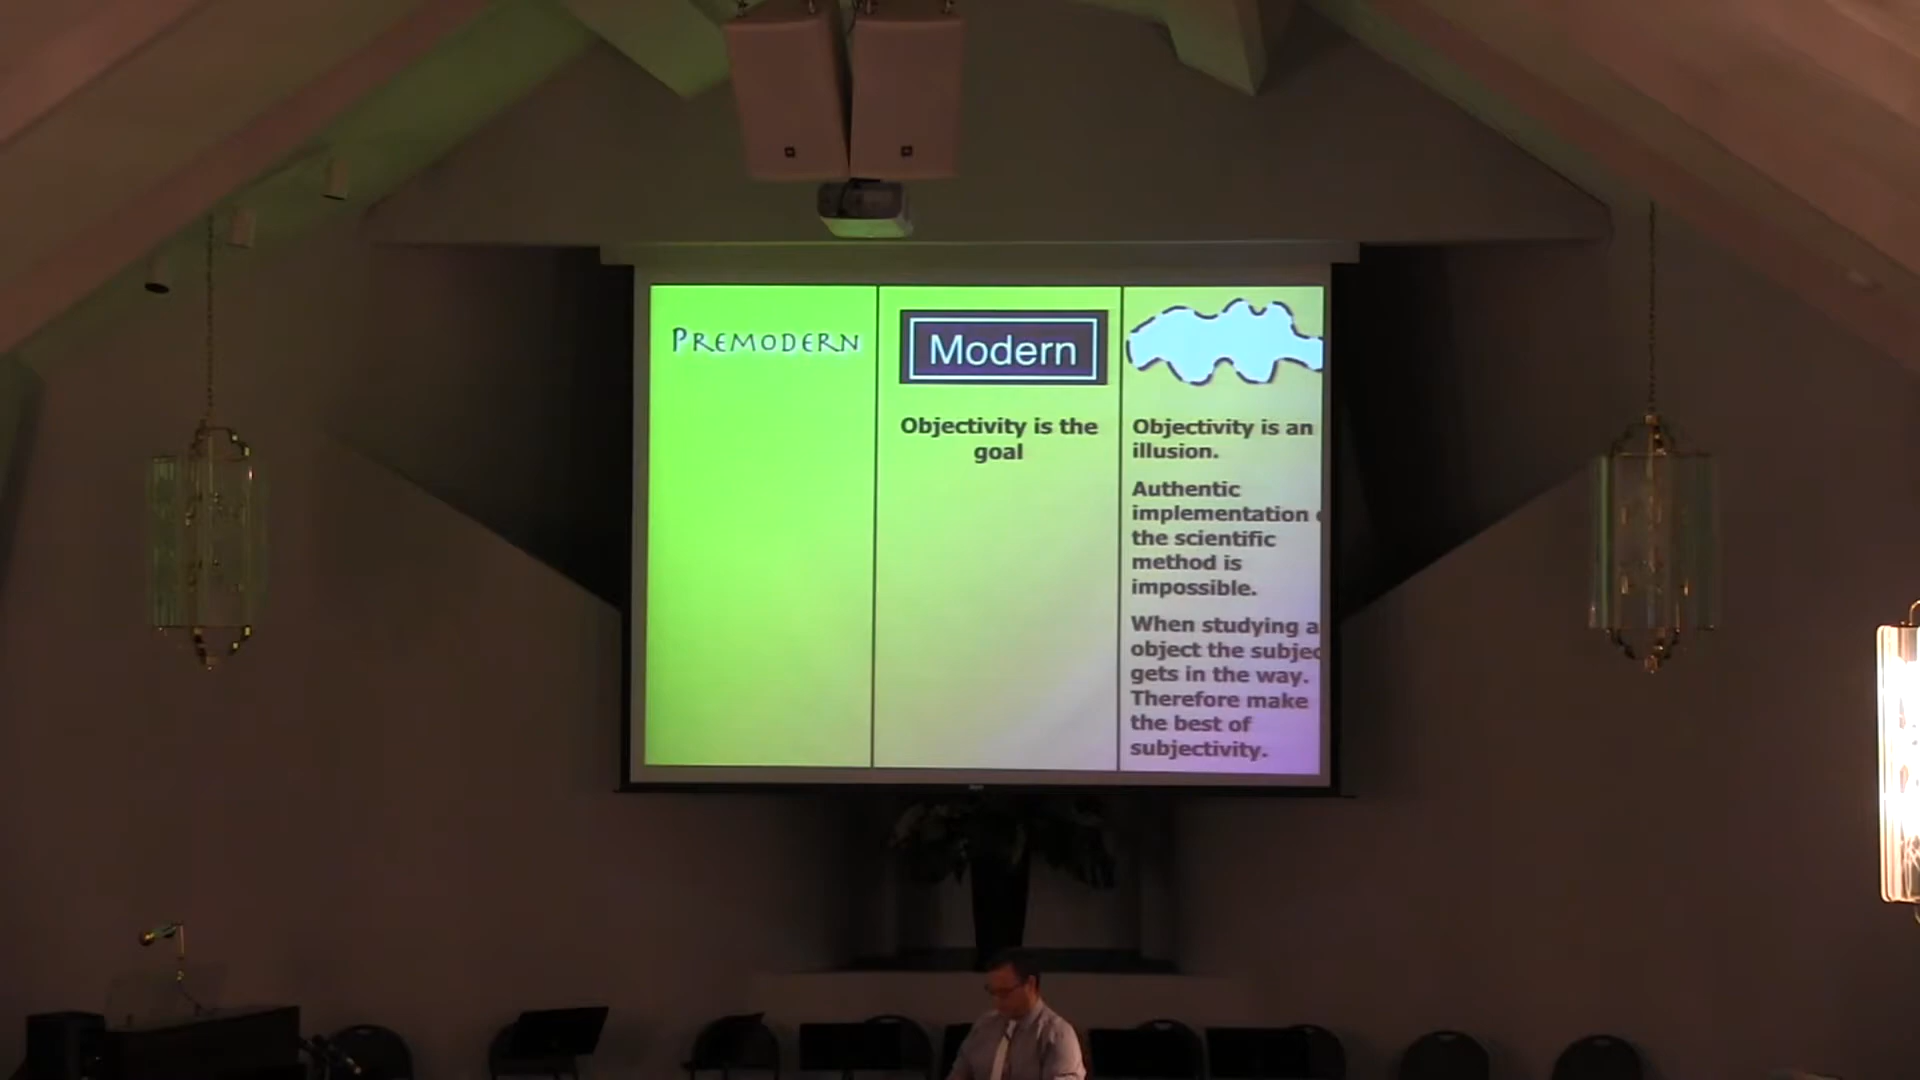 PREMODERN
Modern
Objectivity is the
goal
Objectivity is an
illusion.
Authentic
implementation
the scientific
method is
impossible.
When studying a
object the subjec
gets in the way.
Therefore make
the best of
subjectivity.